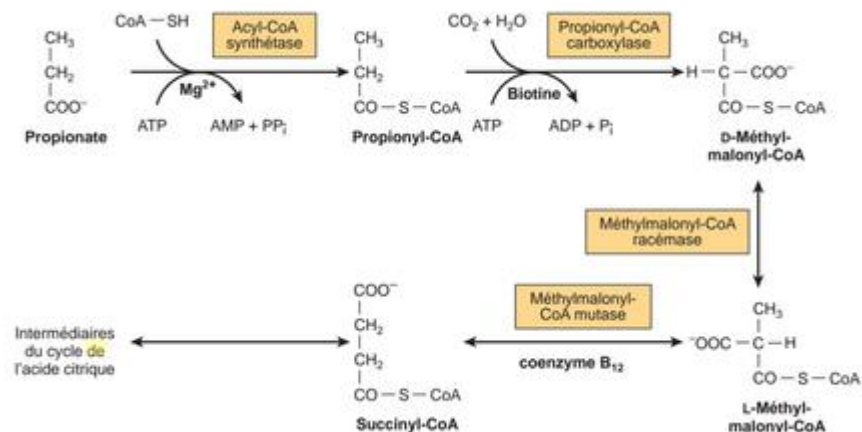 CoA — SH
Acyl-CoA
synthétase
CH3
CH2
COO−
Propionate
Mg2+
ATP
AMP + PPi
CH3
CH2
CO — S — CoA
Propionyl-CoA
CO2 + H2O
Propionyl-CoA
carboxylase
Biotine
ATP
ADP + Pi
CH3
H — C — COO−
CO — S — CoA
D-Méthyl-
malonyl-CoA
Méthylmalonyl-CoA
racémase
CH3
−OOC — C — H
CO — S — CoA
L-Méthyl-
malonyl-CoA
Méthylmalonyl-
CoA mutase
coenzyme B12
COO−
CH2
CH2
CO — S — CoA
Succinyl-CoA
Intermédiaires
du cycle de
l'acide citrique